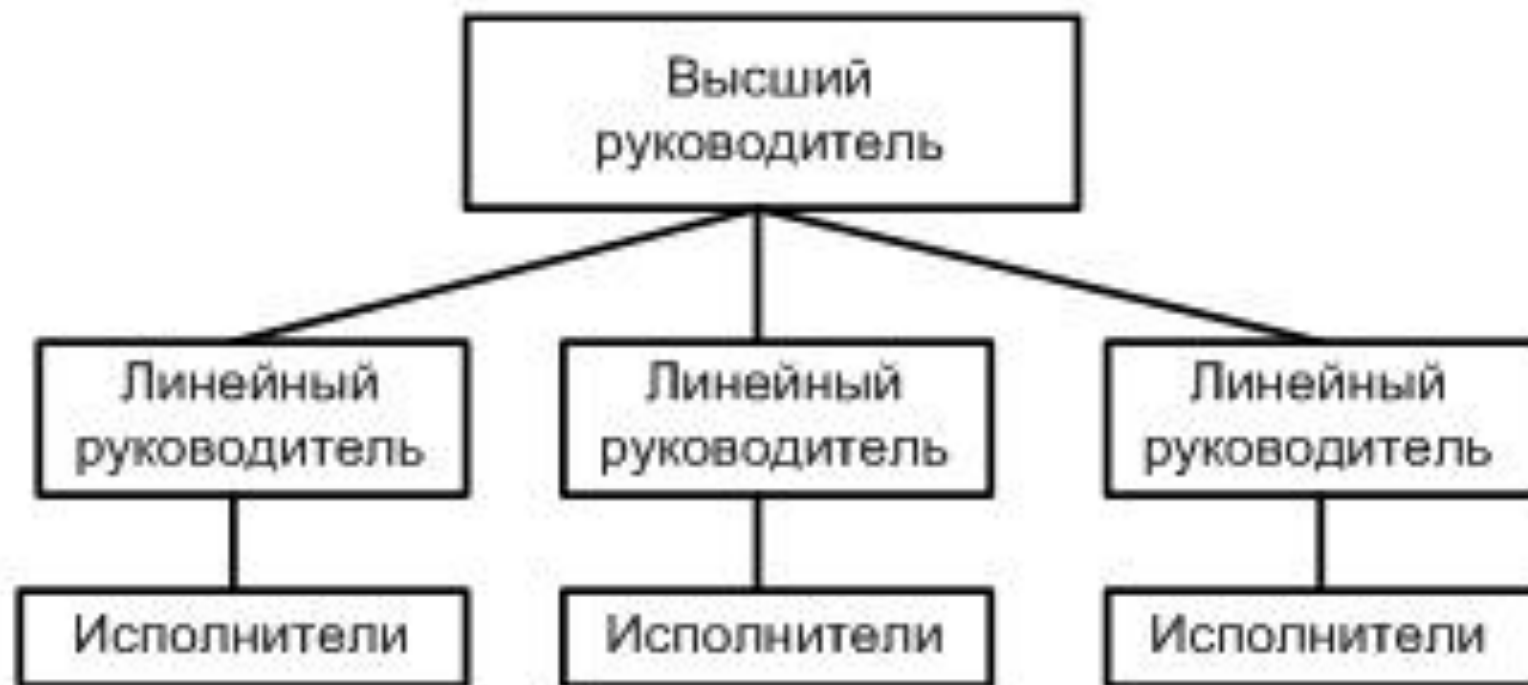 Высший
руководитель
Линейный
руководитель
Линейный
руководитель
Линейный
руководитель
Исполнители
Исполнители
Исполнители